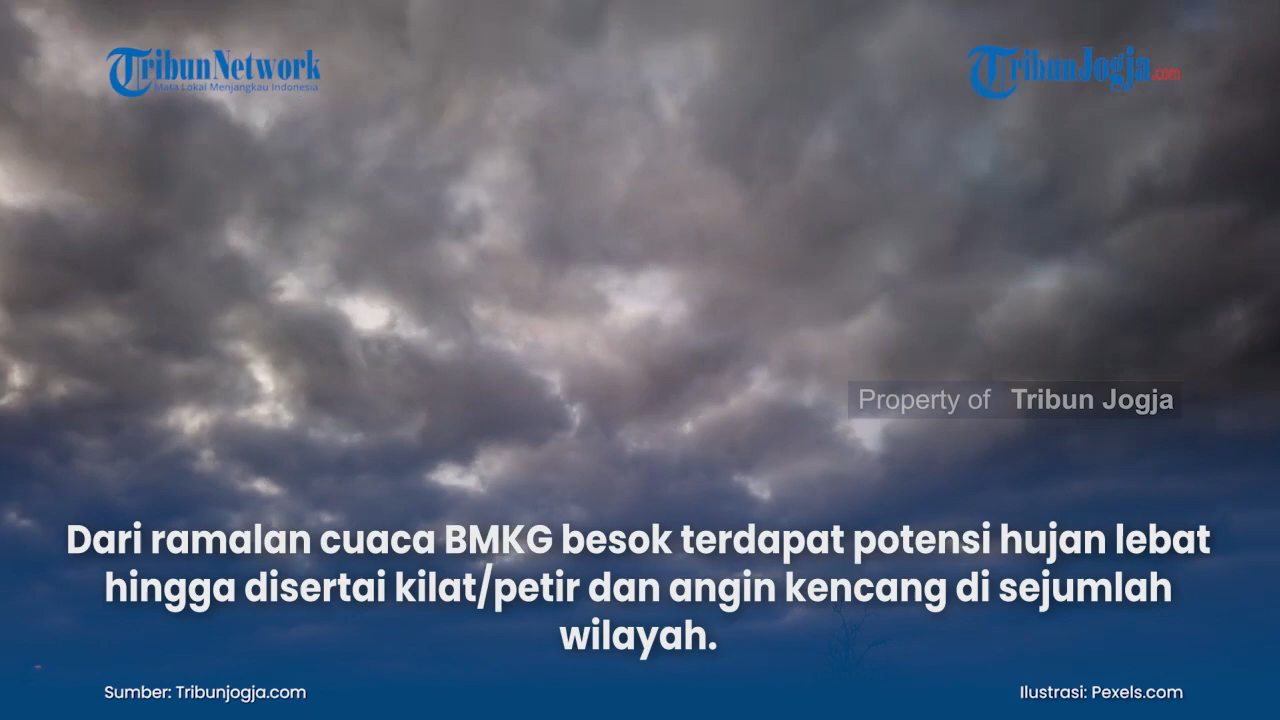 TribunNetwork
Mata Lokal Menjangkau Indonesia
TribunJogja.com
Property of Tribun Jogja
Dari ramalan cuaca BMKG besok terdapat potensi hujan lebat
hingga disertai kilat/petir dan angin kencang di sejumlah
wilayah.
Sumber: Tribunjogja.com
Ilustrasi: Pexels.com